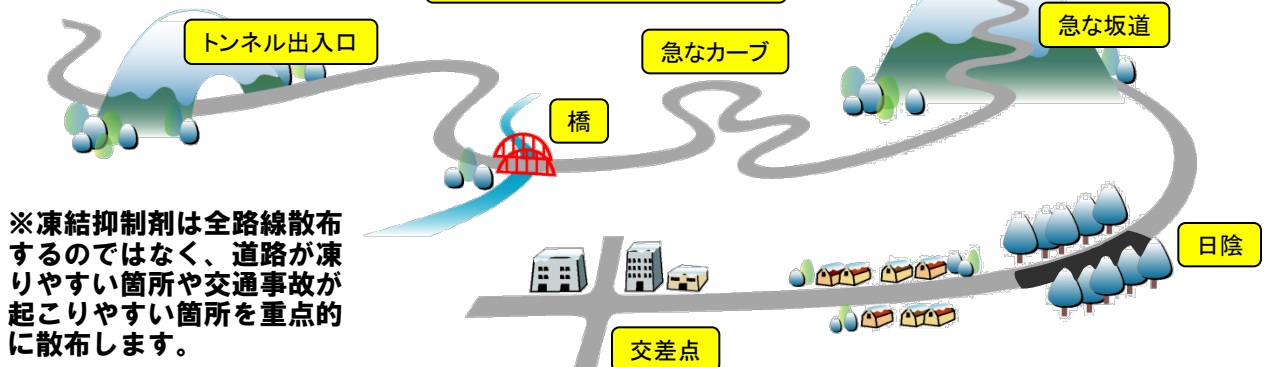 トンネル出入口
急な坂道
急なカーブ
橋
※凍結抑制剤は全路線散布
するのではなく、道路が凍
りやすい箇所や交通事故が
起こりやすい箇所を重点的
に散布します。
日陰
交差点